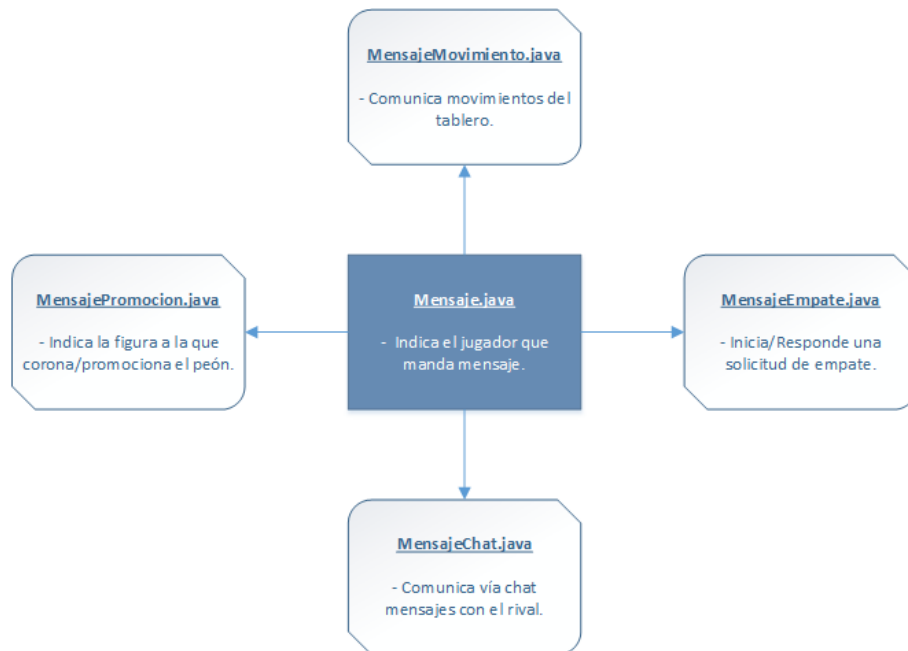 MensajeMovimiento.java
- Comunica movimientos del
tablero.
MensajePromocion.java
- Indica la figura a la que
corona/promociona el peón.
Mensaje.java
- Indica el jugador que
manda mensaje.
MensajeEmpate.java
- Inicia/Responde una
solicitud de empate.
MensajeChat.java
- Comunica vía chat
mensajes con el rival.